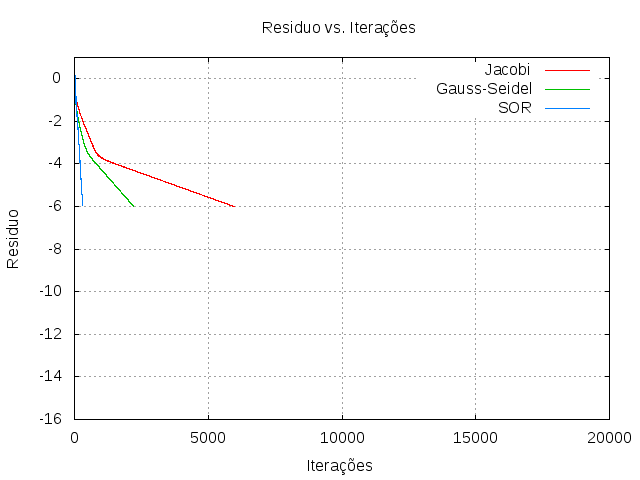 Residuo vs. Iterações
Jacobi
Gauss-Seidel
SOR
0
-2
-4
-6
-8
-10
-12
-14
-16
Residuo
0 5000 10000 15000 20000
Iterações